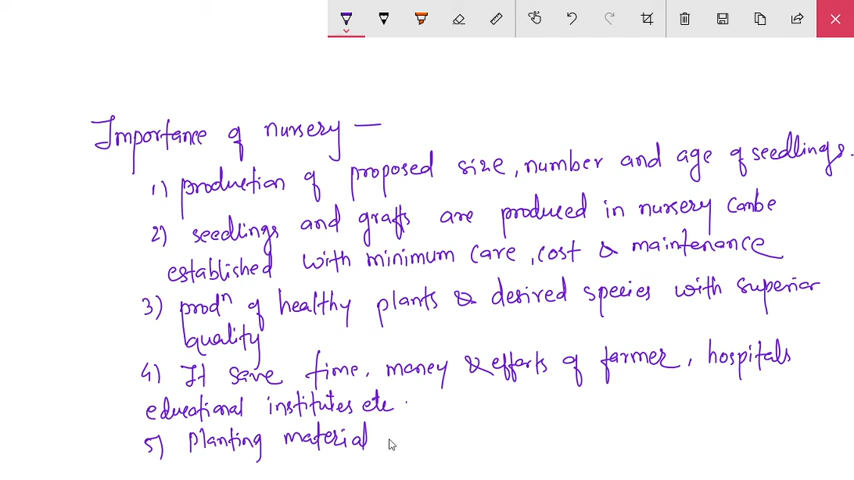 Importance of nursery —
1) production of proposed size, number and age of seedlings.
2) seedlings and grafts are produced in nursery canbe
established with minimum care, cost & maintenance
3) prodn of healthy plants & desired species with superior
quality
4) It save time, money & efforts of farmer, hospitals
educational institutes etc.
5) Planting material